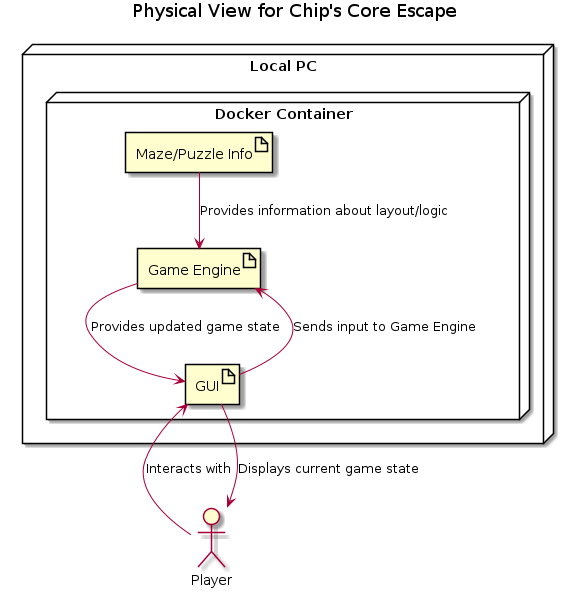 Physical View for Chip's Core Escape
Local PC
Docker Container
Maze/Puzzle Info
Provides information about layout/logic
Game Engine
Provides updated game state
Sends input to Game Engine
GUI
Interacts with
Displays current game state
Player